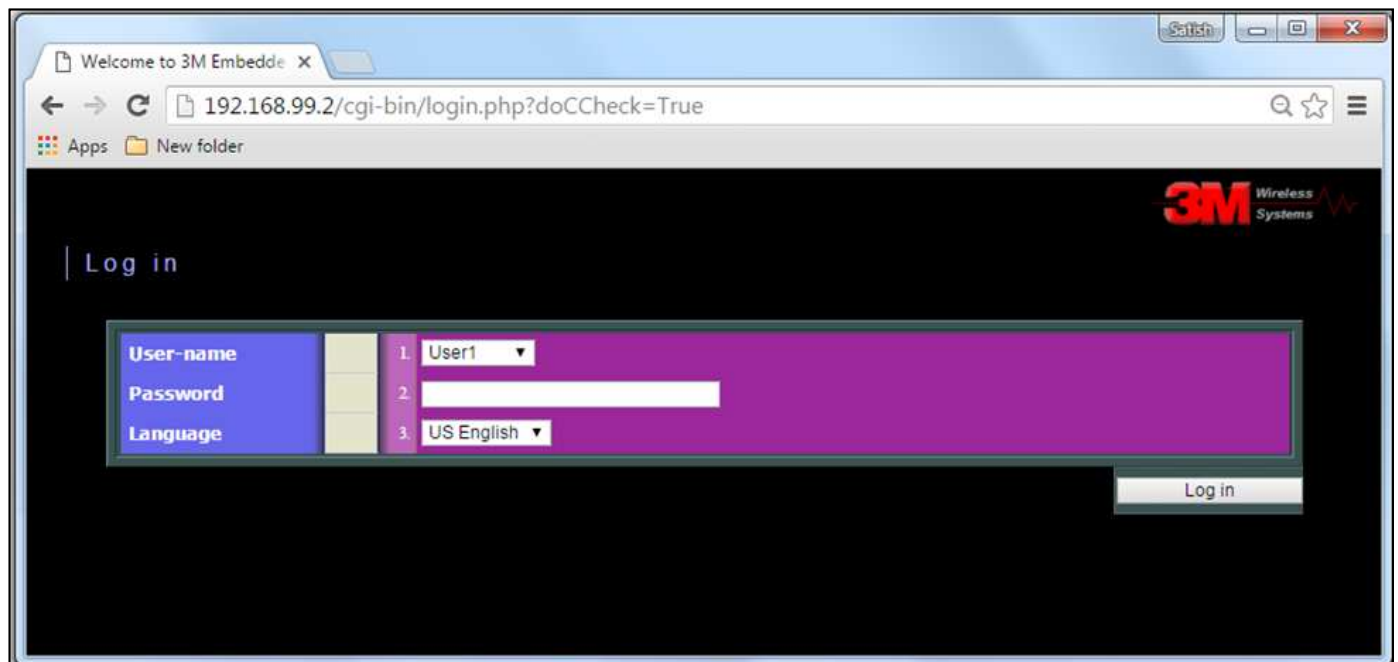 Satish
Welcome to 3M Embedde
192.168.99.2/cgi-bin/login.php?doCCheck=True
Apps New folder
3M Wireless Systems
Log in
User-name 1. User1
Password 2.
Language 3. US English
Log in